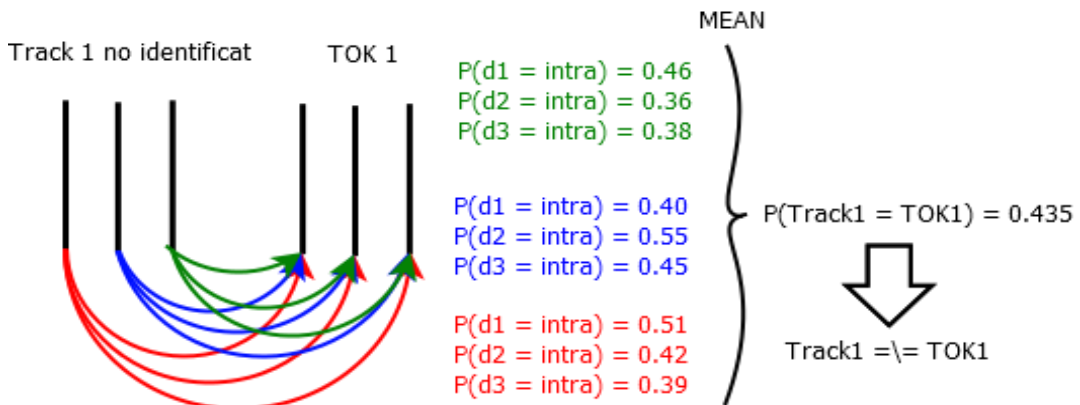 MEAN
Track 1 no identificat
TOK 1
P(d1 = intra) = 0.46
P(d2 = intra) = 0.36
P(d3 = intra) = 0.38
P(d1 = intra) = 0.40
P(d2 = intra) = 0.55
P(d3 = intra) = 0.45
P(Track1 = TOK1) = 0.435
P(d1 = intra) = 0.51
P(d2 = intra) = 0.42
P(d3 = intra) = 0.39
Track1 =\= TOK1